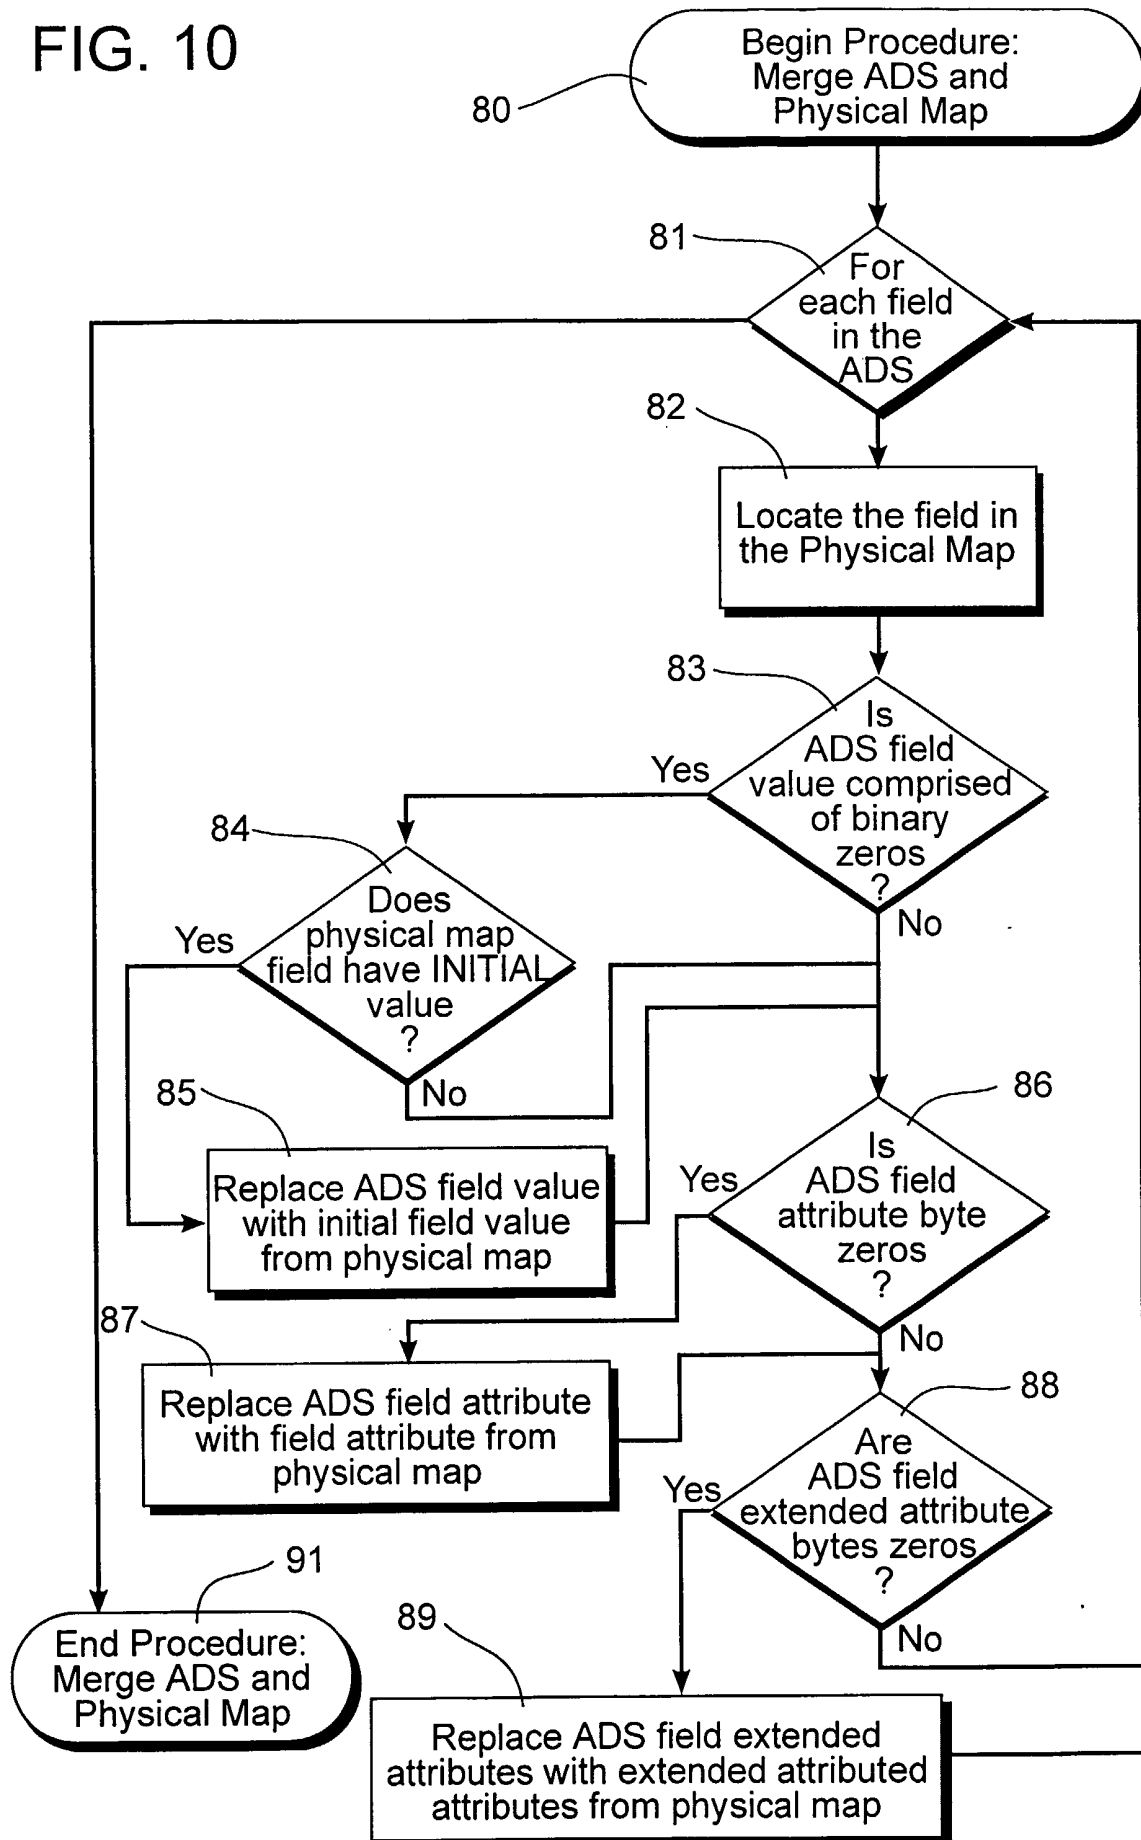 FIG. 10
Begin Procedure:
Merge ADS and
Physical Map
80
81
For
each field
in the
ADS
82
Locate the field in
the Physical Map
83
Is
ADS field
value comprised
of binary
zeros
?
Yes
No
84
Does
physical map
field have INITIAL
value
?
Yes
No
85
Replace ADS field value
with initial field value
from physical map
86
Is
ADS field
attribute byte
zeros
?
Yes
No
87
Replace ADS field attribute
with field attribute from
physical map
88
Are
ADS field
extended attribute
bytes zeros
?
Yes
No
91
End Procedure:
Merge ADS and
Physical Map
89
Replace ADS field extended
attributes with extended attributed
attributes from physical map